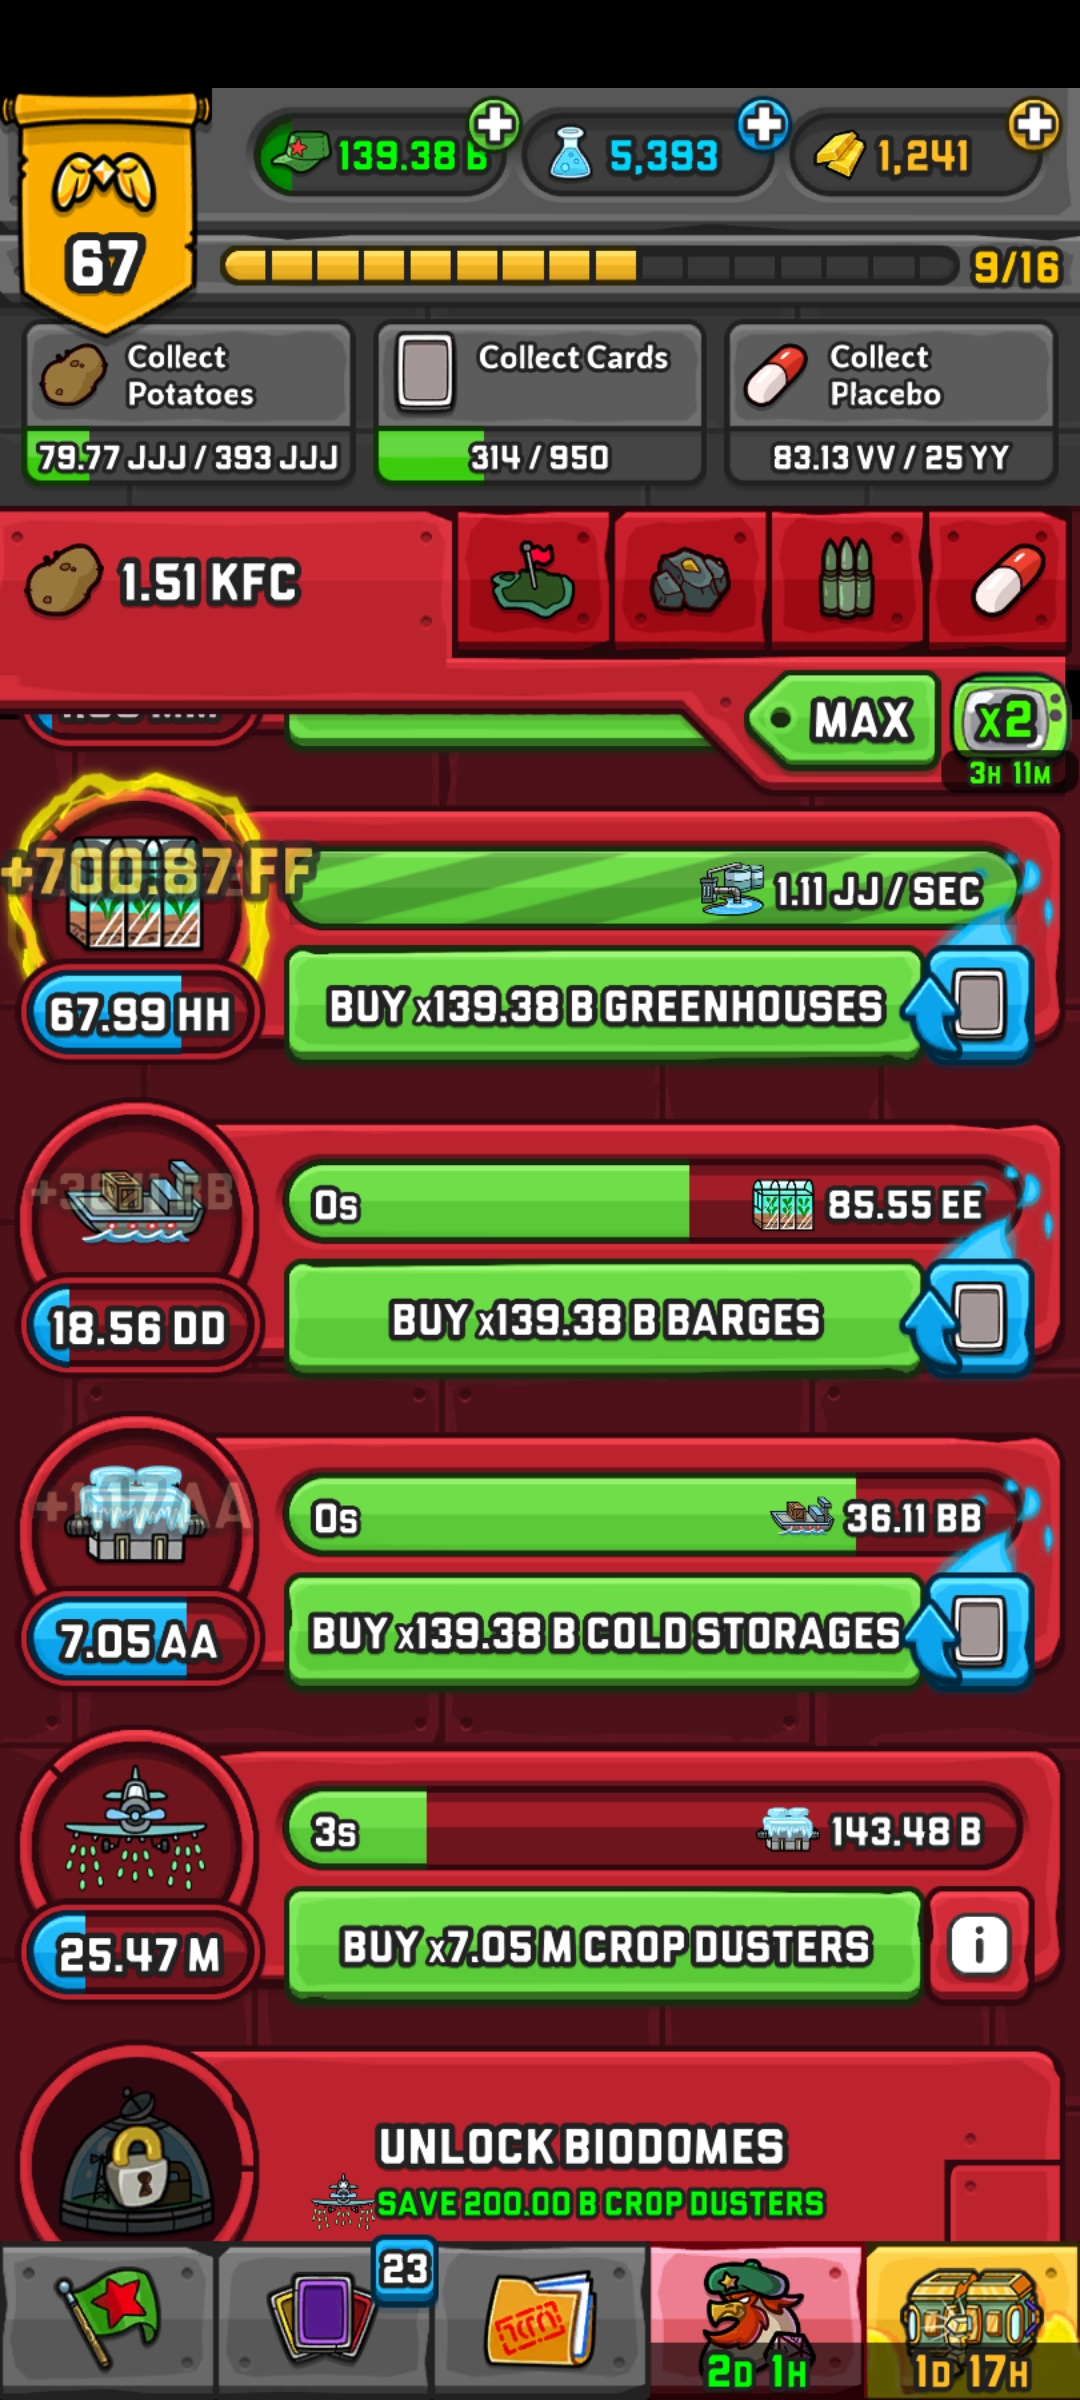 139.38 B
5,393
1,241
67
9/16
Collect
Potatoes
79.77 JJJ / 393 JJJ
Collect Cards
314 / 950
Collect
Placebo
83.13 VV / 25 YY
1.51 KFC
MAX
x2
3H 11M
+700.87 FF
1.11 JJ / SEC
67.99 HH
BUY x139.38 B GREENHOUSES
0s
85.55 EE
18.56 DD
BUY x139.38 B BARGES
0s
36.11 BB
7.05 AA
BUY x139.38 B COLD STORAGES
3s
143.48 B
25.47 M
BUY x7.05 M CROP DUSTERS
i
UNLOCK BIODOMES
SAVE 200.00 B CROP DUSTERS
23
2D 1H
1D 17H